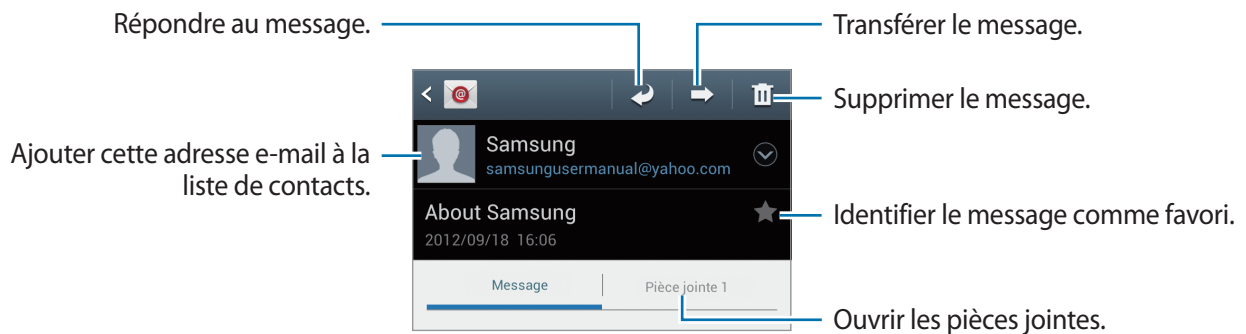 Répondre au message.
Transférer le message.
Supprimer le message.
Ajouter cette adresse e-mail à la
liste de contacts.
Samsung
samsungusermanual@yahoo.com
About Samsung
2012/09/18 16:06
Identifier le message comme favori.
Message
Pièce jointe 1
Ouvrir les pièces jointes.